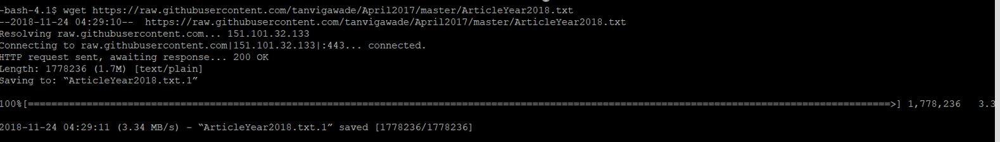 -bash-4.1$ wget https://raw.githubusercontent.com/tanvigawade/April2017/master/ArticleYear2018.txt
--2018-11-24 04:29:10--  https://raw.githubusercontent.com/tanvigawade/April2017/master/ArticleYear2018.txt
Resolving raw.githubusercontent.com... 151.101.32.133
Connecting to raw.githubusercontent.com|151.101.32.133|:443... connected.
HTTP request sent, awaiting response... 200 OK
Length: 1778236 (1.7M) [text/plain]
Saving to: “ArticleYear2018.txt.1”
100%[===================================================================================================================================================>] 1,778,236   3.3
2018-11-24 04:29:11 (3.34 MB/s) - “ArticleYear2018.txt.1” saved [1778236/1778236]